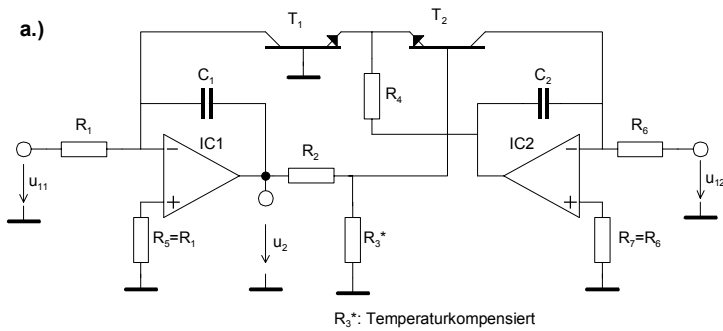 a.)
T1
T2
C1
R4
C2
R1
IC1
R2
IC2
R6
u11
u12
R5=R1
u2
R3*
R7=R6
R3*: Temperaturkompensiert